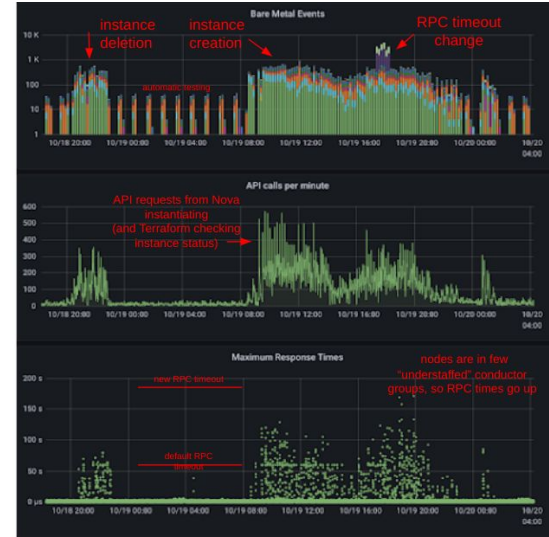 Bare Metal Events
instance
deletion
instance
creation
RPC timeout
change
automatic testing
10 K
1 K
100
10
1
10/18 20:00 10/19 00:00 10/19 04:00 10/19 08:00 10/19 12:00 10/19 16:00 10/19 20:00 10/20 00:00 10/20
04:00
API calls per minute
API requests from Nova
instantiating
(and Terraform checking
instance status)
600
500
400
300
200
100
0
10/18 20:00 10/19 00:00 10/19 04:00 10/19 08:00 10/19 12:00 10/19 16:00 10/19 20:00 10/20 00:00 10/20
04:00
Maximum Response Times
nodes are in few
"understaffed" conductor
groups, so RPC times go up
new RPC timeout
default RPC
timeout
200 s
150 s
100 s
50 s
0 µs
10/18 20:00 10/19 00:00 10/19 04:00 10/19 08:00 10/19 12:00 10/19 16:00 10/19 20:00 10/20 00:00 10/20
04:00